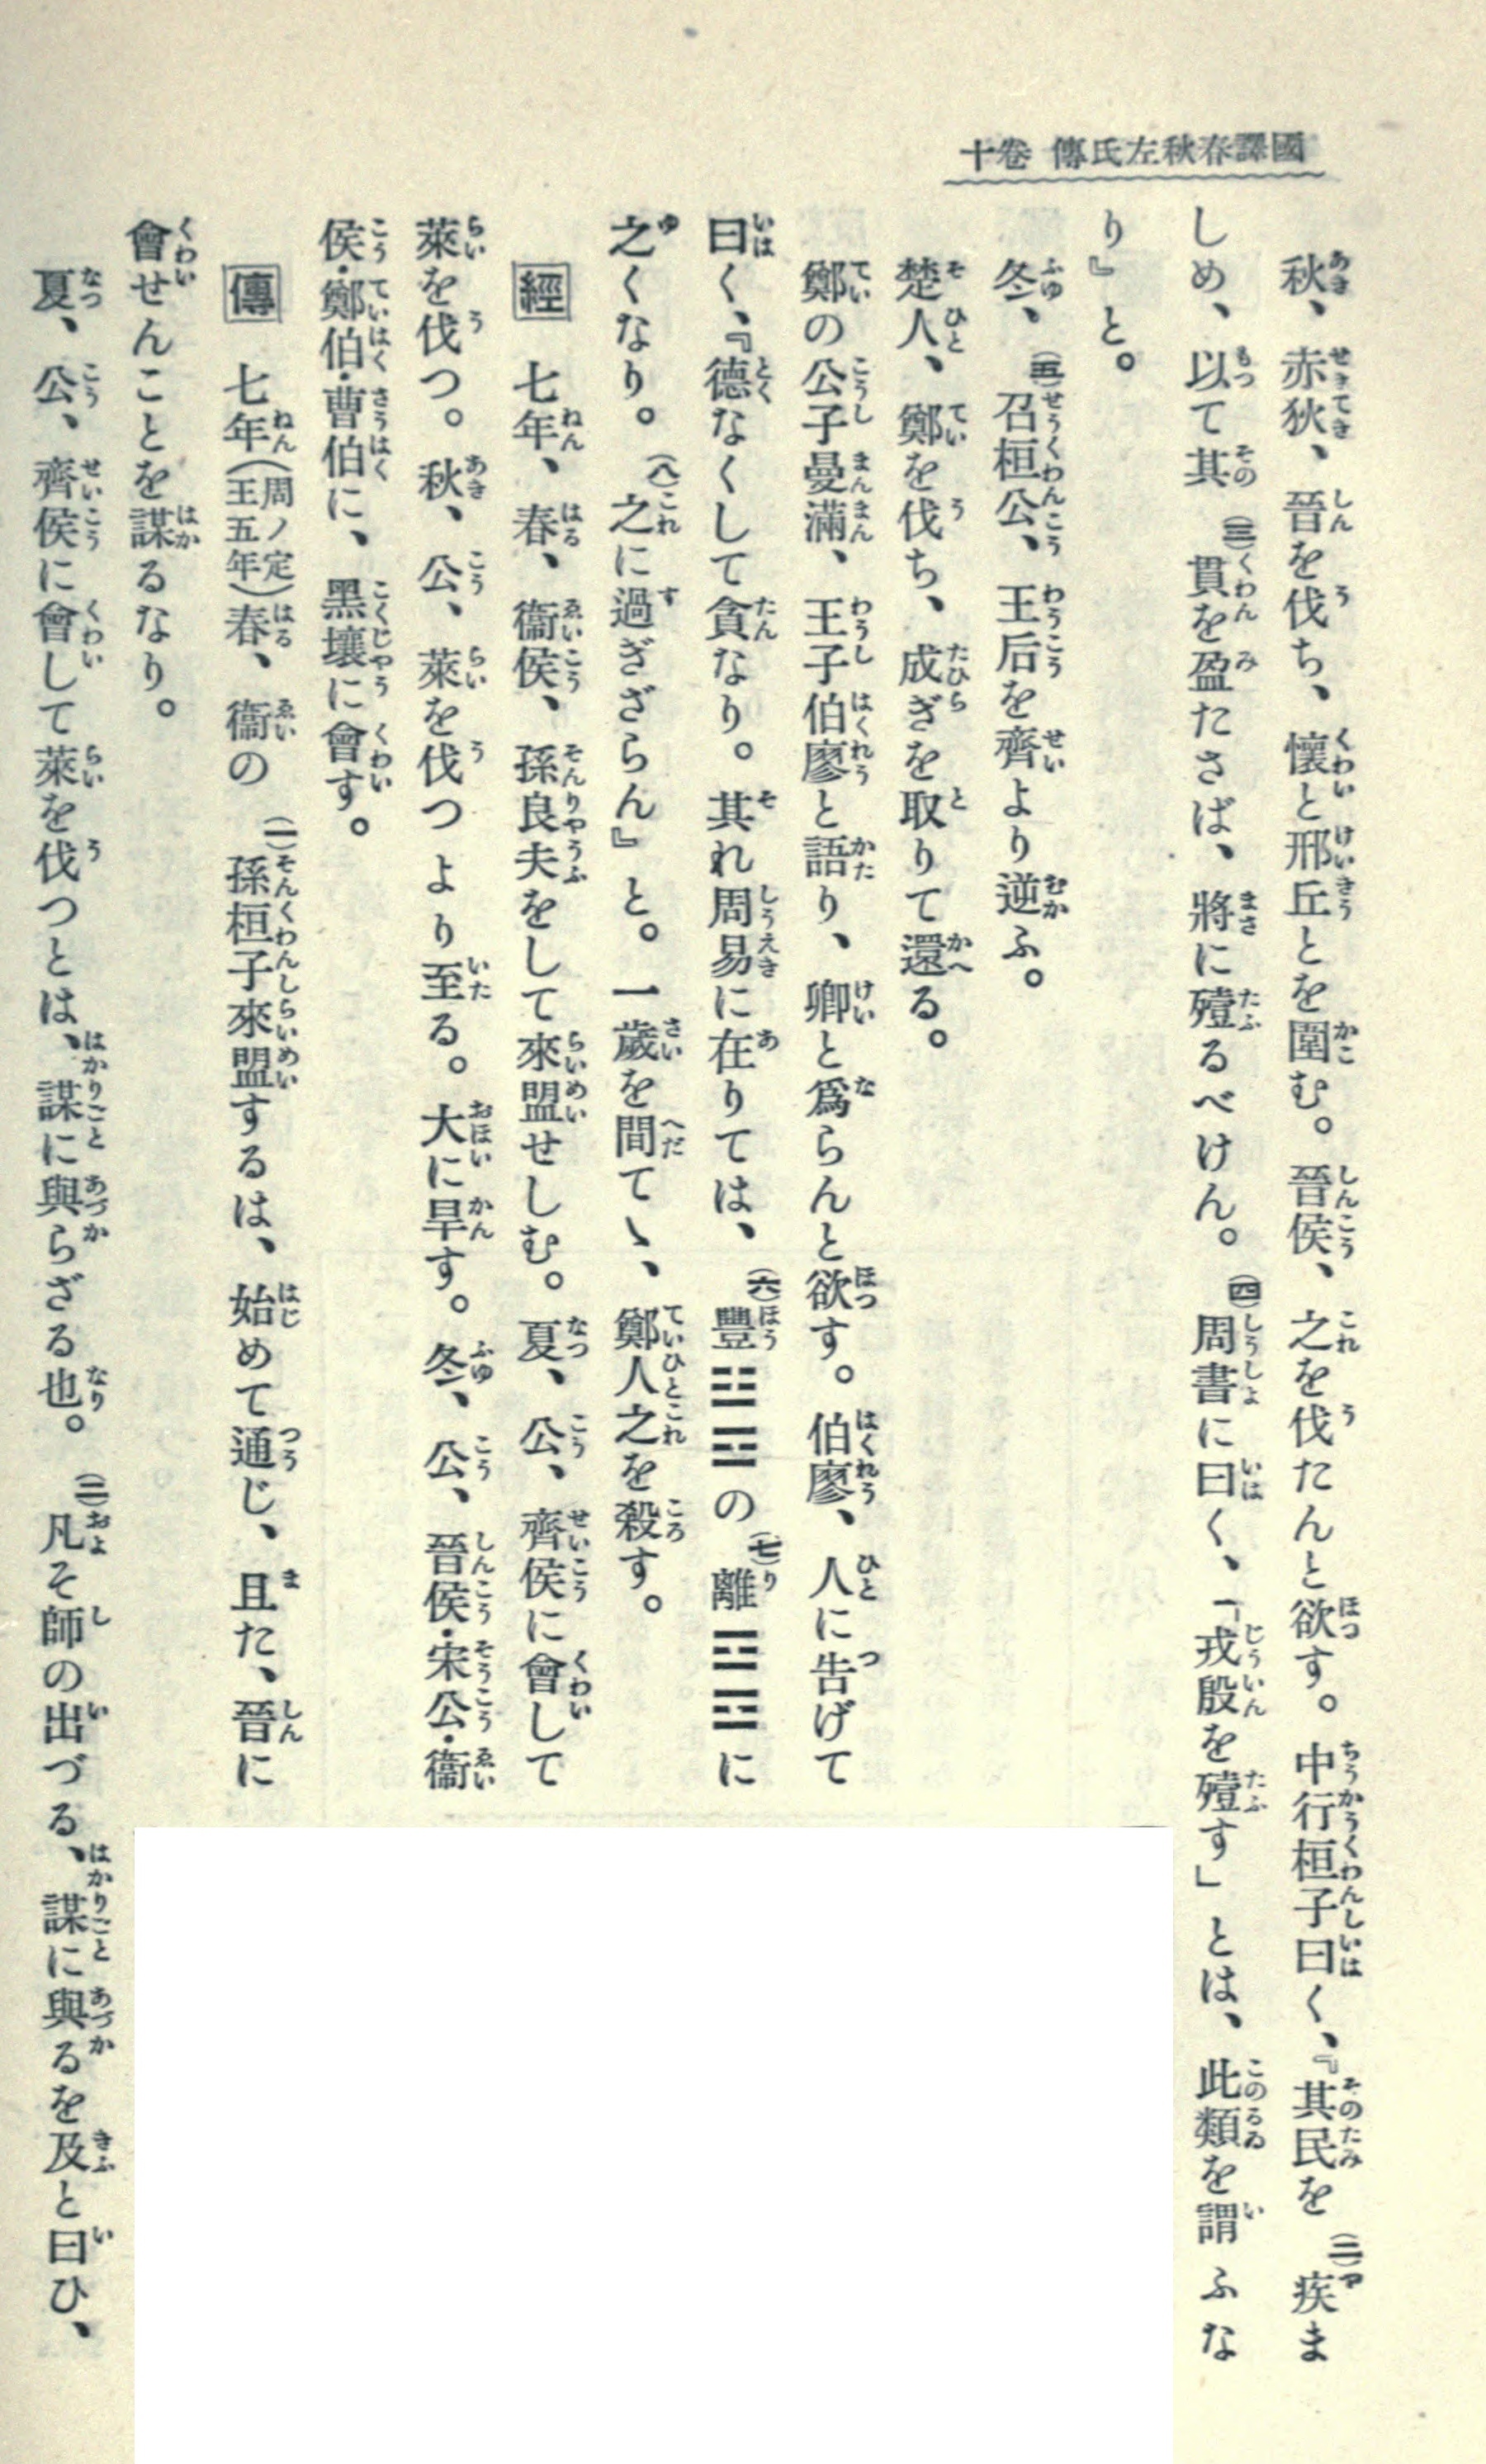 國譯春秋左氏傳 卷十
秋、赤狄、晉を伐ち、懷と邢丘とを圍む。晉侯、之を伐たんと欲す。中行桓子曰く、『其民を(二)疾ま
しめ、以て其(三)貫を盈たさば、將に殪るべけん。(四)周書に曰く、「戎殷を殪す」とは、此類を謂ふな
り』と。
冬、(五)召桓公、王后を齊より逆ふ。
楚人、鄭を伐ち、成ぎを取りて還る。
鄭の公子曼滿、王子伯廖と語り、卿と爲らんと欲す。伯廖、人に告げて
曰く、『德なくして貪なり。其れ周易に在りては、(六)豐☳☲の(七)離☲☲に
之くなり。(八)之に過ぎざらん』と。一歲を間てゝ、鄭人之を殺す。
經 七年、春、衞侯、孫良夫をして來盟せしむ。夏、公、齊侯に會して
萊を伐つ。秋、公、萊を伐つより至る。大に旱す。冬、公、晉侯・宋公・衞
侯・鄭伯・曹伯に、黑壤に會す。
傳 七年(周ノ定王五年)春、衞の(一)孫桓子來盟するは、始めて通じ、且た、晉に
會せんことを謀るなり。
夏、公、齊侯に會して萊を伐つとは、謀に與らざる也。(二)凡そ師の出づる、謀に與るを及と曰ひ、